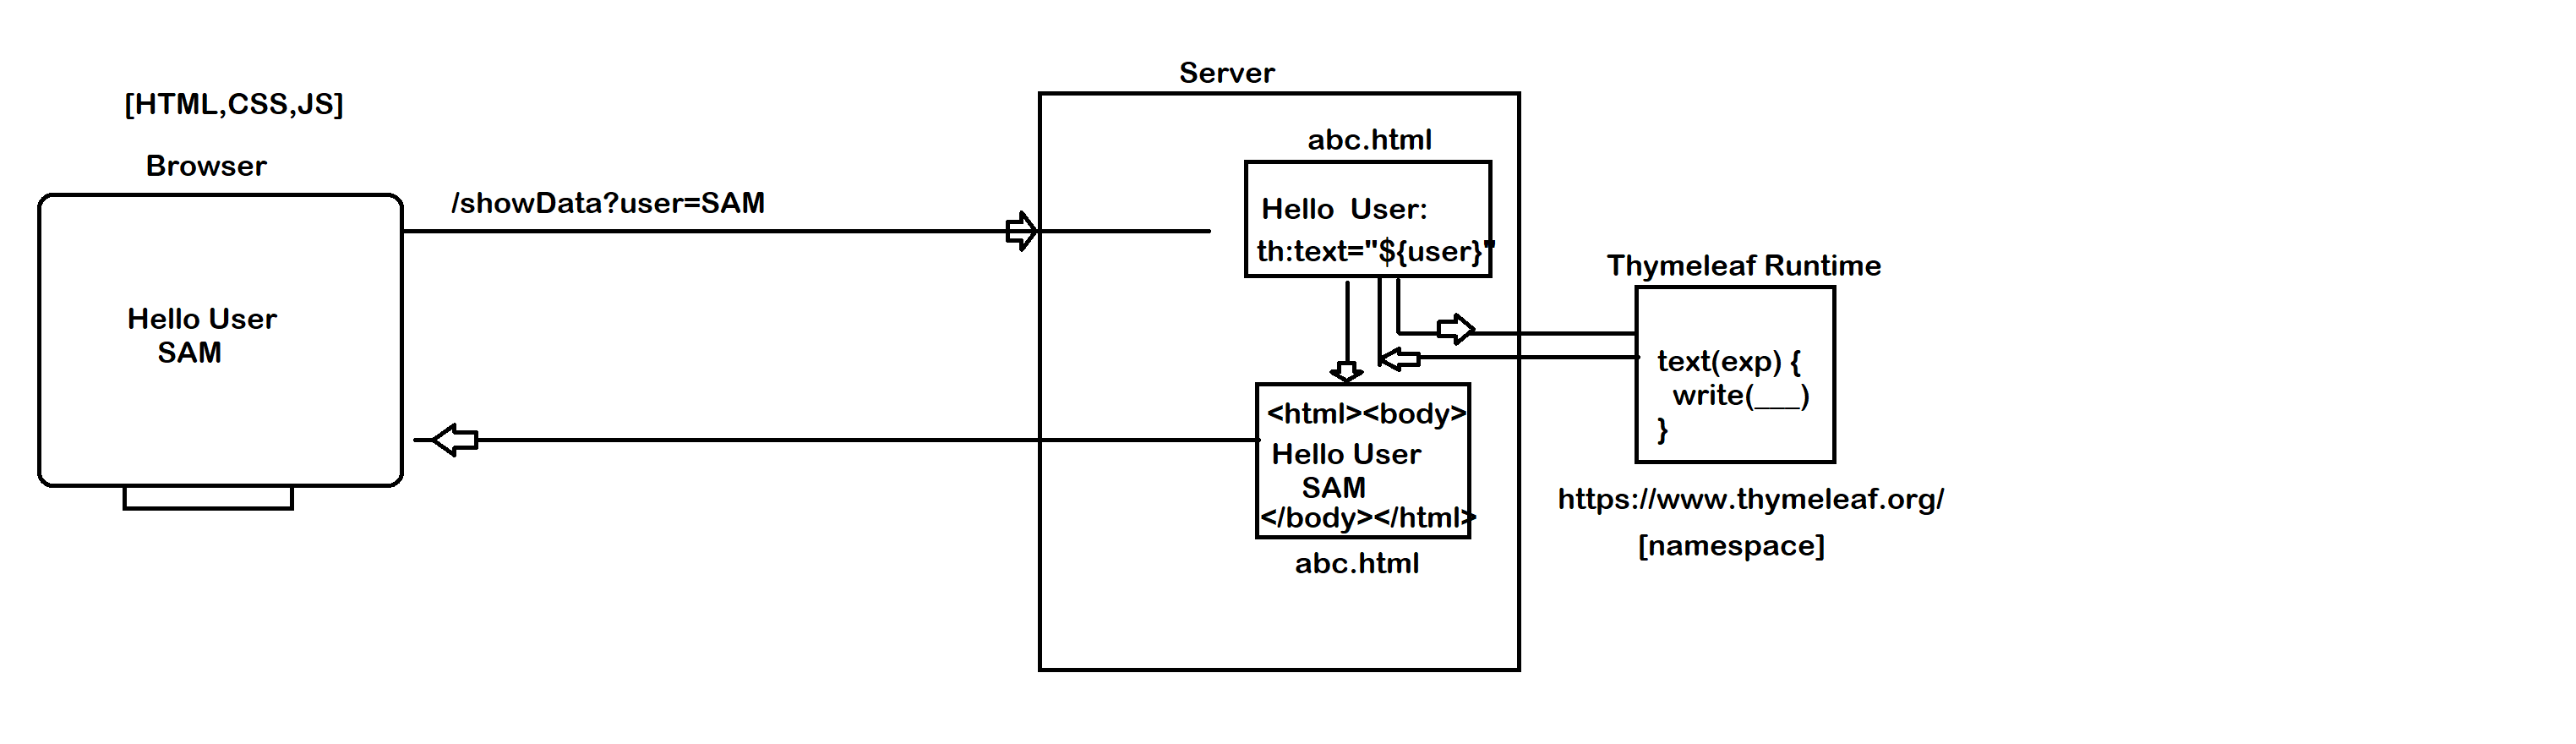 [HTML,CSS,JS]
Browser
Hello User
SAM
/showData?user=SAM
Server
abc.html
Hello  User:
th:text="${user}"
<html><body>
Hello User
SAM
</body></html>
abc.html
Thymeleaf Runtime
text(exp) {
write(___)
}
https://www.thymeleaf.org/
[namespace]